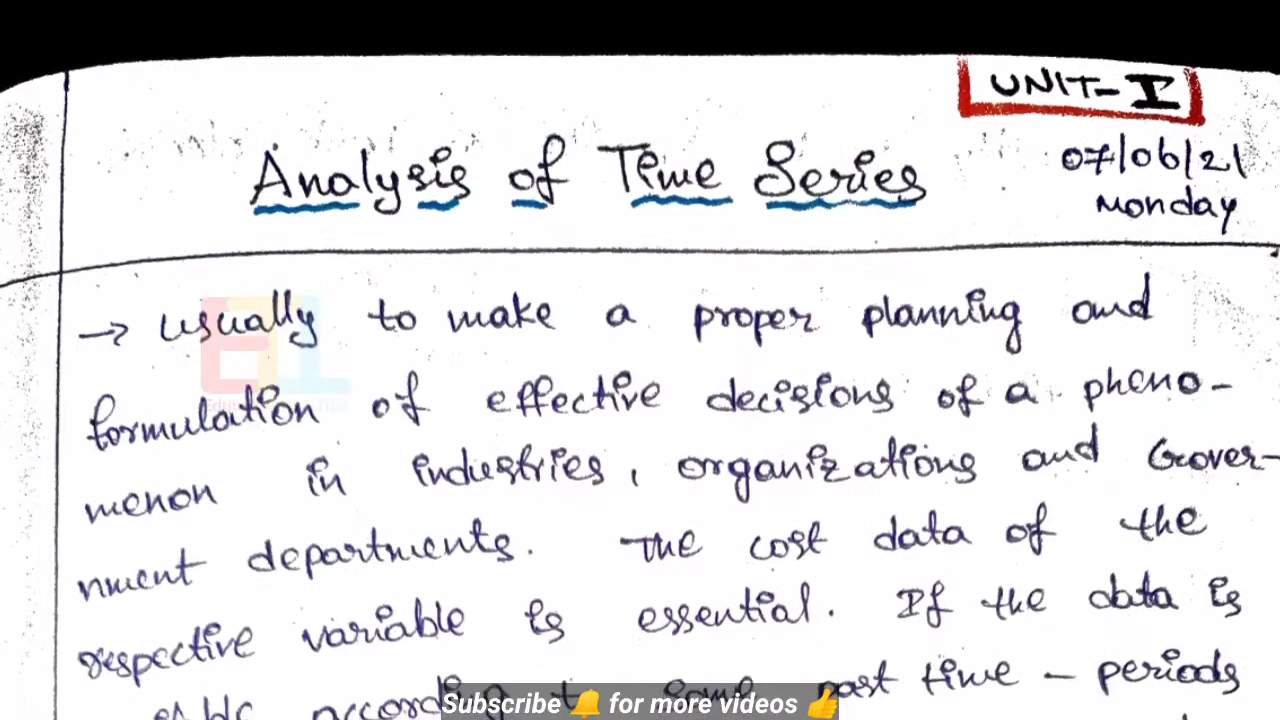 UNIT-I
Analysis of Time Series
07/06/21
Monday
→ Usually to make a proper planning and
formulation of effective decisions of a pheno-
menon in industries, organizations and Gover-
nment departments. The cost data of the
respective variable is essential. If the data is
according past time - periods
Subscribe 🔔 for more videos 👍